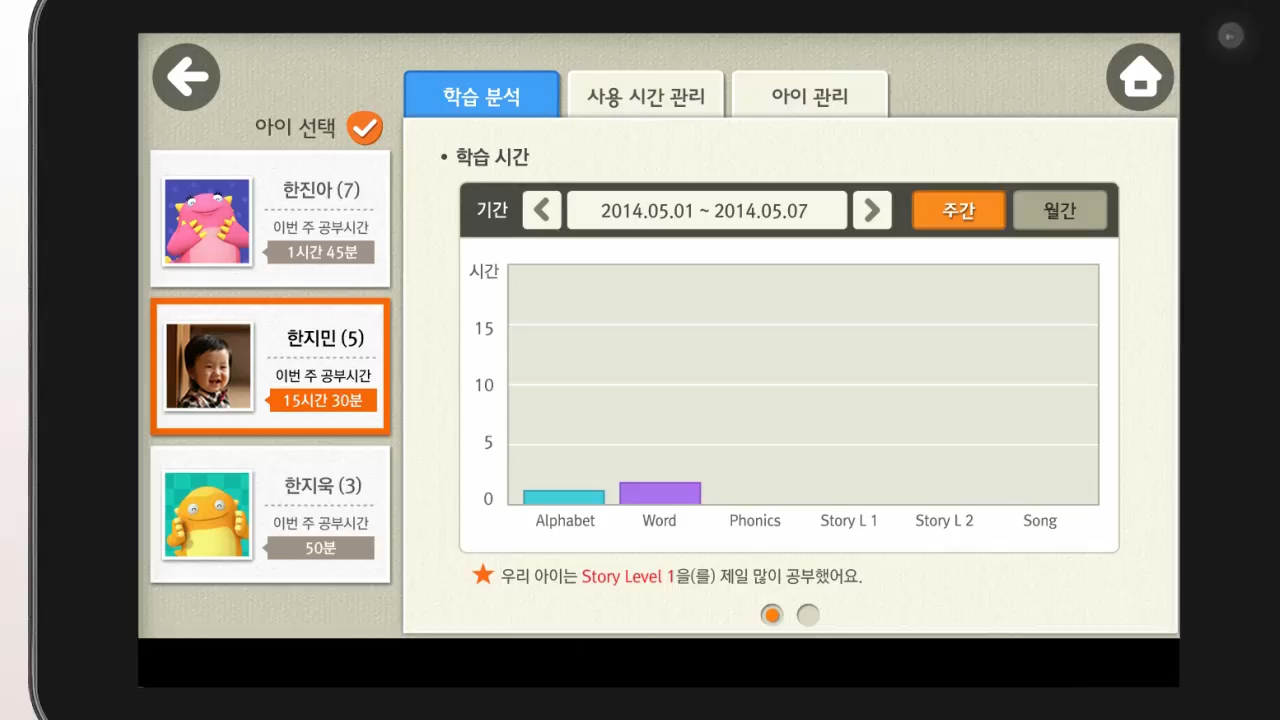 학습 분석
사용 시간 관리
아이 관리
아이 선택
한진아 (7)
이번 주 공부시간
1시간 45분
한지민 (5)
이번 주 공부시간
15시간 30분
한지욱 (3)
이번 주 공부시간
50분
• 학습 시간
기간
2014.05.01 ~ 2014.05.07
주간
월간
시간
15
10
5
0
Alphabet
Word
Phonics
Story L 1
Story L 2
Song
우리 아이는 Story Level 1을(를) 제일 많이 공부했어요.